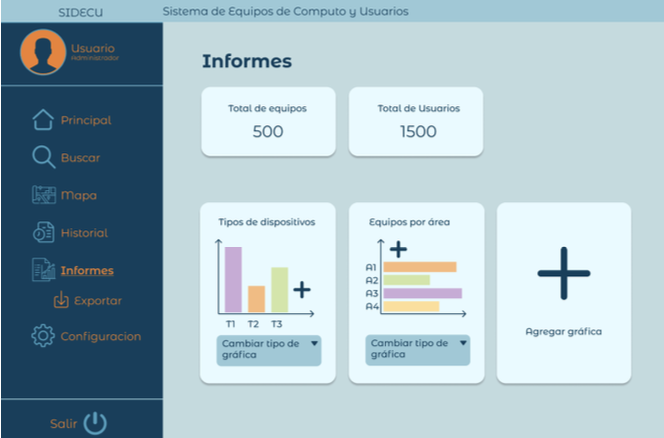 SIDECU
Sistema de Equipos de Computo y Usuarios
Usuario
Administrador
Principal
Buscar
Mapa
Historial
Informes
Exportar
Configuracion
Salir
Informes
Total de equipos
500
Total de Usuarios
1500
Tipos de dispositivos
T1 T2 T3
Cambiar tipo de
gráfica
Equipos por área
A1
A2
A3
A4
Cambiar tipo de
gráfica
Agregar gráfica